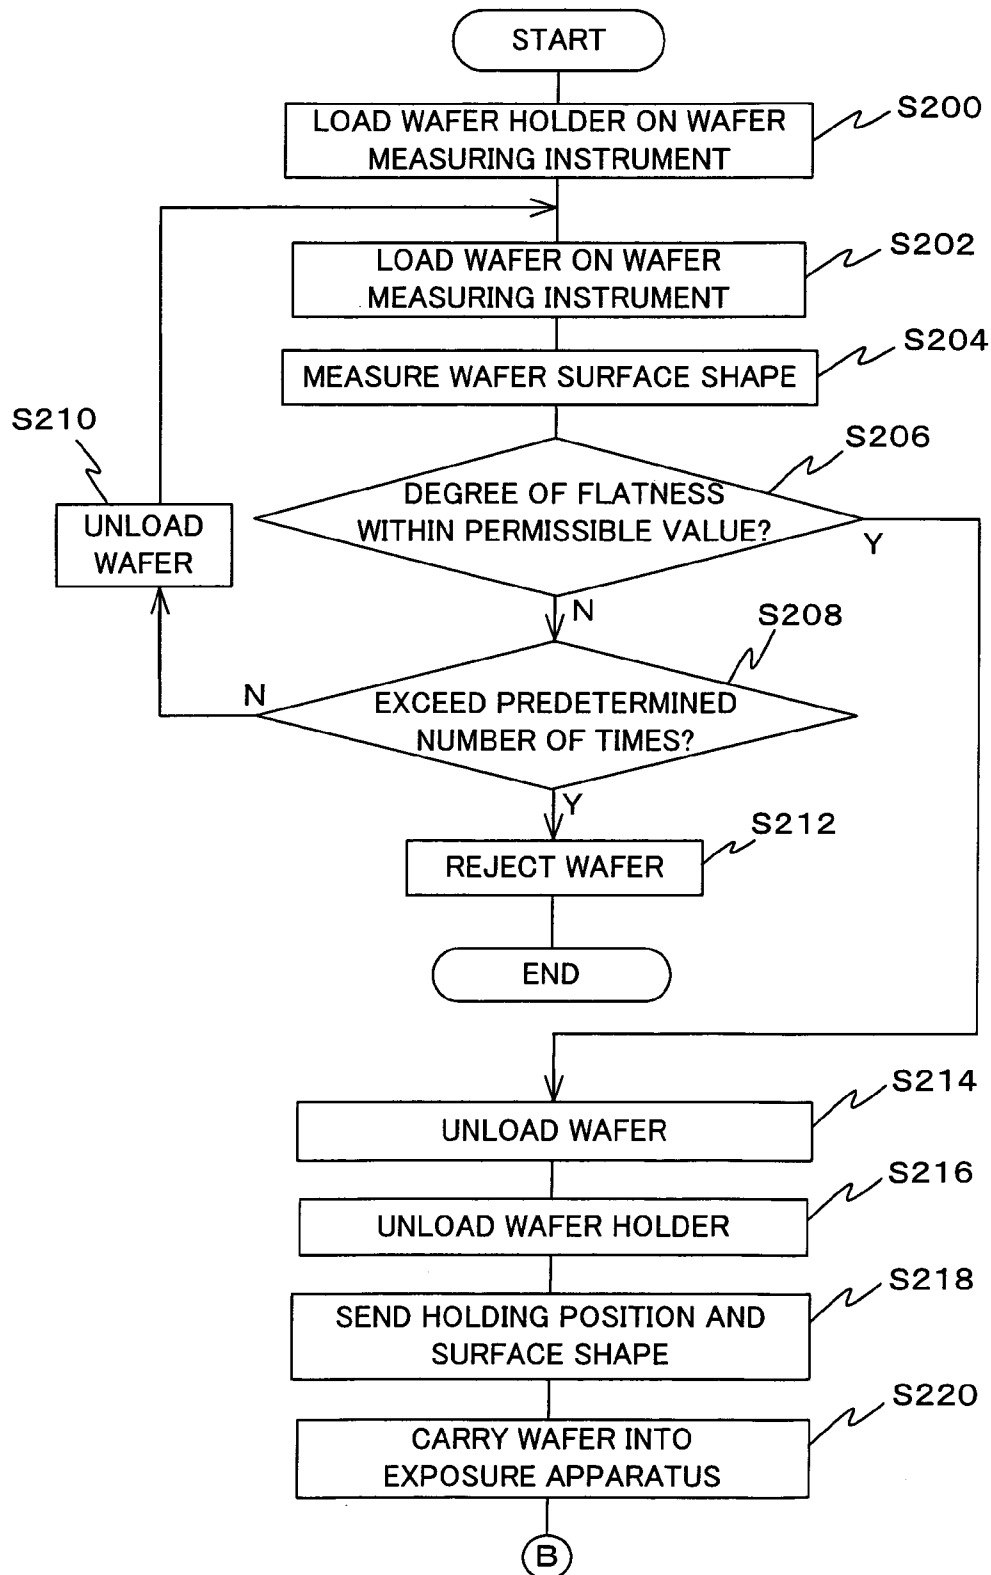 START
S200
LOAD WAFER HOLDER ON WAFER
MEASURING INSTRUMENT
S202
LOAD WAFER ON WAFER
MEASURING INSTRUMENT
S204
MEASURE WAFER SURFACE SHAPE
S206
DEGREE OF FLATNESS
WITHIN PERMISSIBLE VALUE?
Y
N
S210
UNLOAD
WAFER
S208
EXCEED PREDETERMINED
NUMBER OF TIMES?
N
Y
S212
REJECT WAFER
END
S214
UNLOAD WAFER
S216
UNLOAD WAFER HOLDER
S218
SEND HOLDING POSITION AND
SURFACE SHAPE
S220
CARRY WAFER INTO
EXPOSURE APPARATUS
B